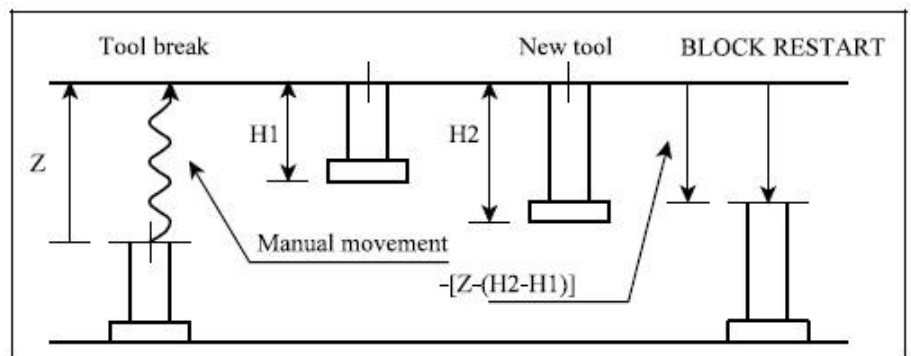 Tool break
New tool
BLOCK RESTART
H1
H2
Z
Manual movement
-[Z-(H2-H1)]